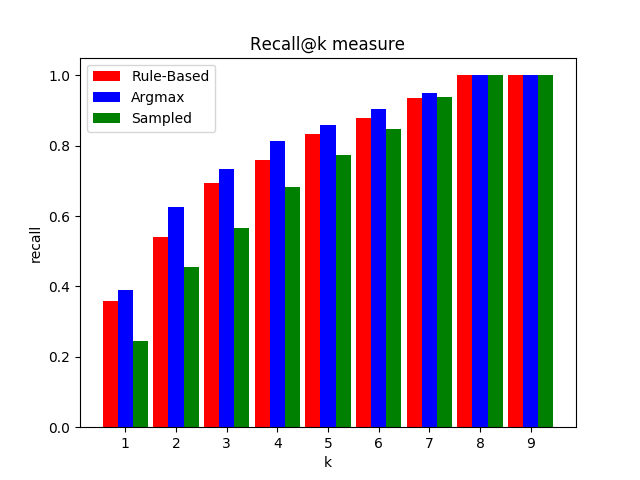 Recall@k measure
Rule-Based
Argmax
Sampled
recall
1.0
0.8
0.6
0.4
0.2
0.0
1 2 3 4 5 6 7 8 9
k